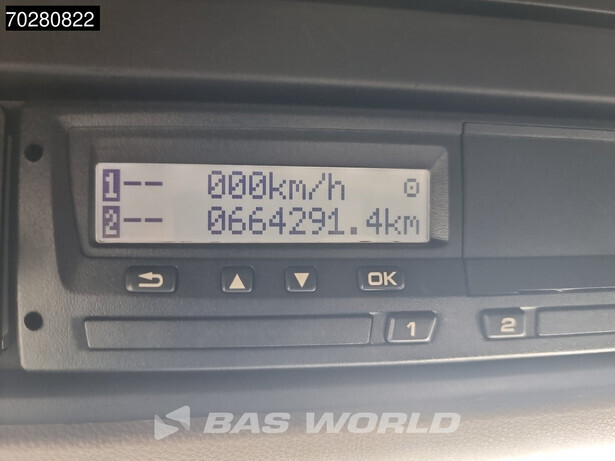 70280822
1-- 000km/h
2-- 0664291.4km
OK
1
2
BAS WORLD